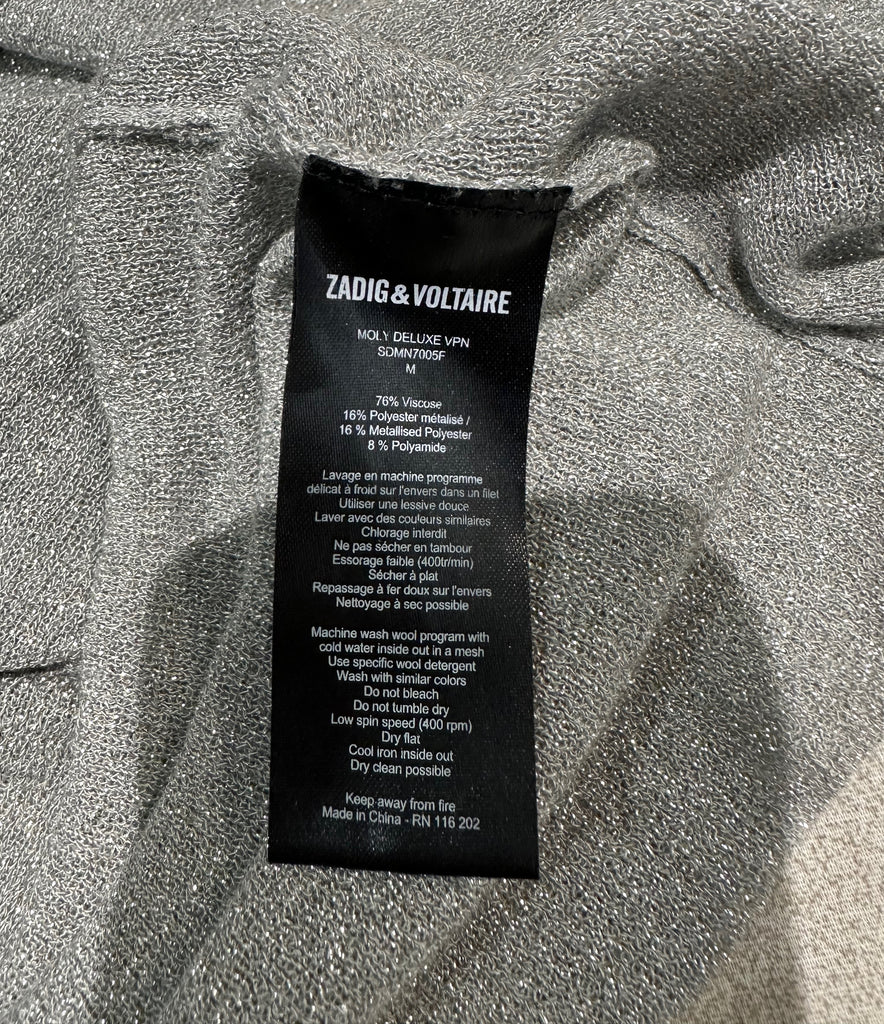 ZADIG&VOLTAIRE
MOLY DELUXE VPN
SDMN7005F
M
76% Viscose
16% Polyester métalisé /
16 % Metallised Polyester
8 % Polyamide
Lavage en machine programme
délicat à froid sur l'envers dans un filet
Utiliser une lessive douce
Laver avec des couleurs similaires
Chlorage interdit
Ne pas sécher en tambour
Essorage faible (400tr/min)
Sécher à plat
Repassage à fer doux sur l'envers
Nettoyage à sec possible
Machine wash wool program with
cold water inside out in a mesh
Use specific wool detergent
Wash with similar colors
Do not bleach
Do not tumble dry
Low spin speed (400 rpm)
Dry flat
Cool iron inside out
Dry clean possible
Keep away from fire
Made in China - RN 116 202